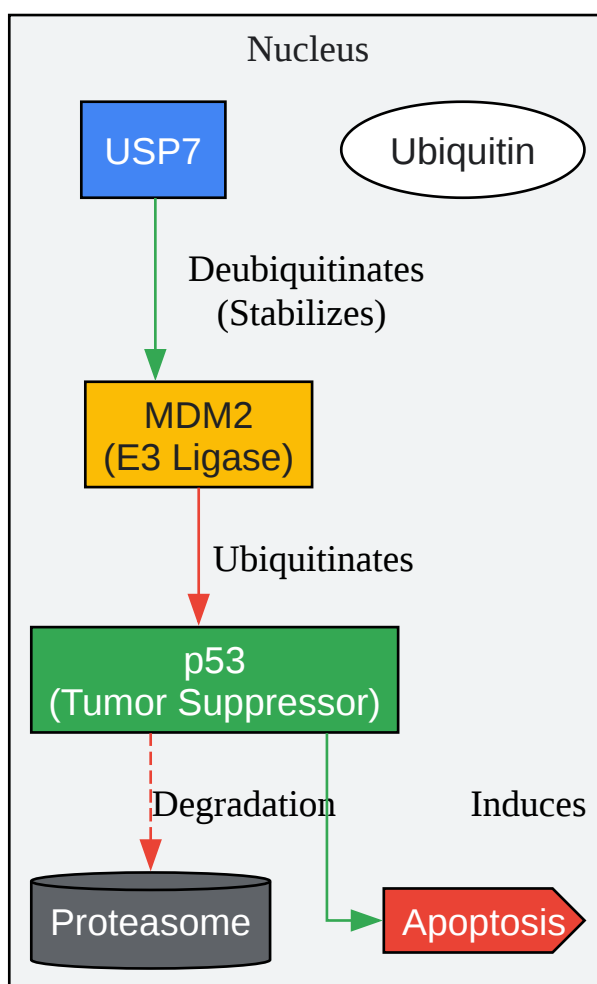 Nucleus
USP7
Ubiquitin
Deubiquitinates
(Stabilizes)
MDM2
(E3 Ligase)
Ubiquitinates
p53
(Tumor Suppressor)
Degradation
Induces
Proteasome
Apoptosis